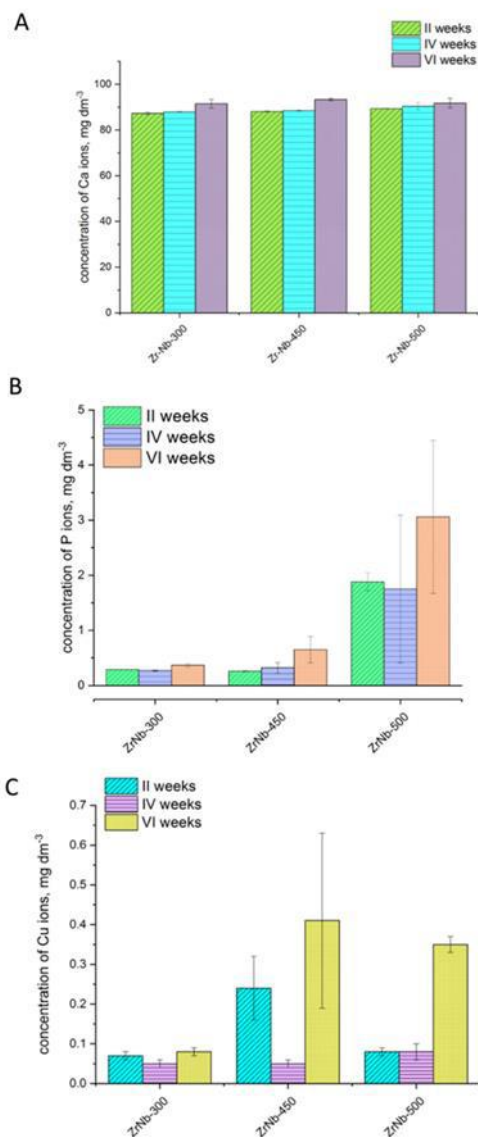 A
II weeks
IV weeks
VI weeks
concentration of Ca ions, mg dm⁻³
100
80
60
40
20
0
Zr-Nb-300
Zr-Nb-450
Zr-Nb-500
B
II weeks
IV weeks
VI weeks
concentration of P ions, mg dm⁻³
5
4
3
2
1
0
ZrNb-300
ZrNb-450
ZrNb-500
C
II weeks
IV weeks
VI weeks
concentration of Cu ions, mg dm⁻³
0.7
0.6
0.5
0.4
0.3
0.2
0.1
0.0
ZrNb-300
ZrNb-450
ZrNb-500